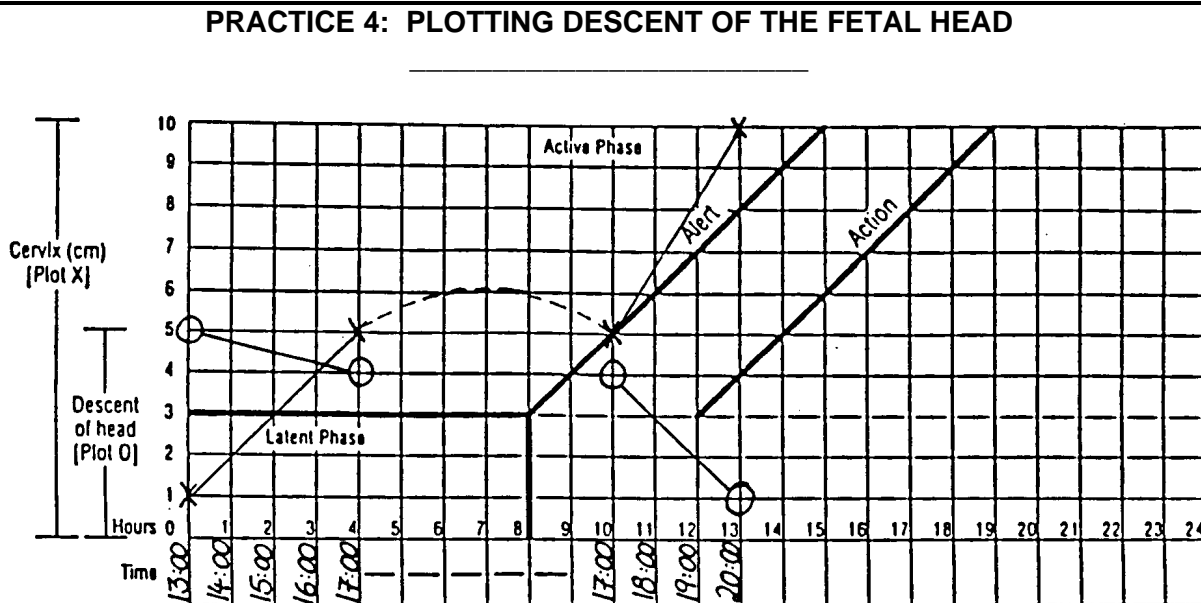 PRACTICE 4: PLOTTING DESCENT OF THE FETAL HEAD
10
Active Phase
9
8
Alert
Action
7
Cervix (cm)
[Plot X]
6
5
4
Descent
of head
[Plot O]
3
Latent Phase
2
1
Hours 0 1 2 3 4 5 6 7 8 9 10 11 12 13 14 15 16 17 18 19 20 21 22 23 24
Time 13:00 14:00 15:00 16:00 17:00 17:00 18:00 19:00 20:00